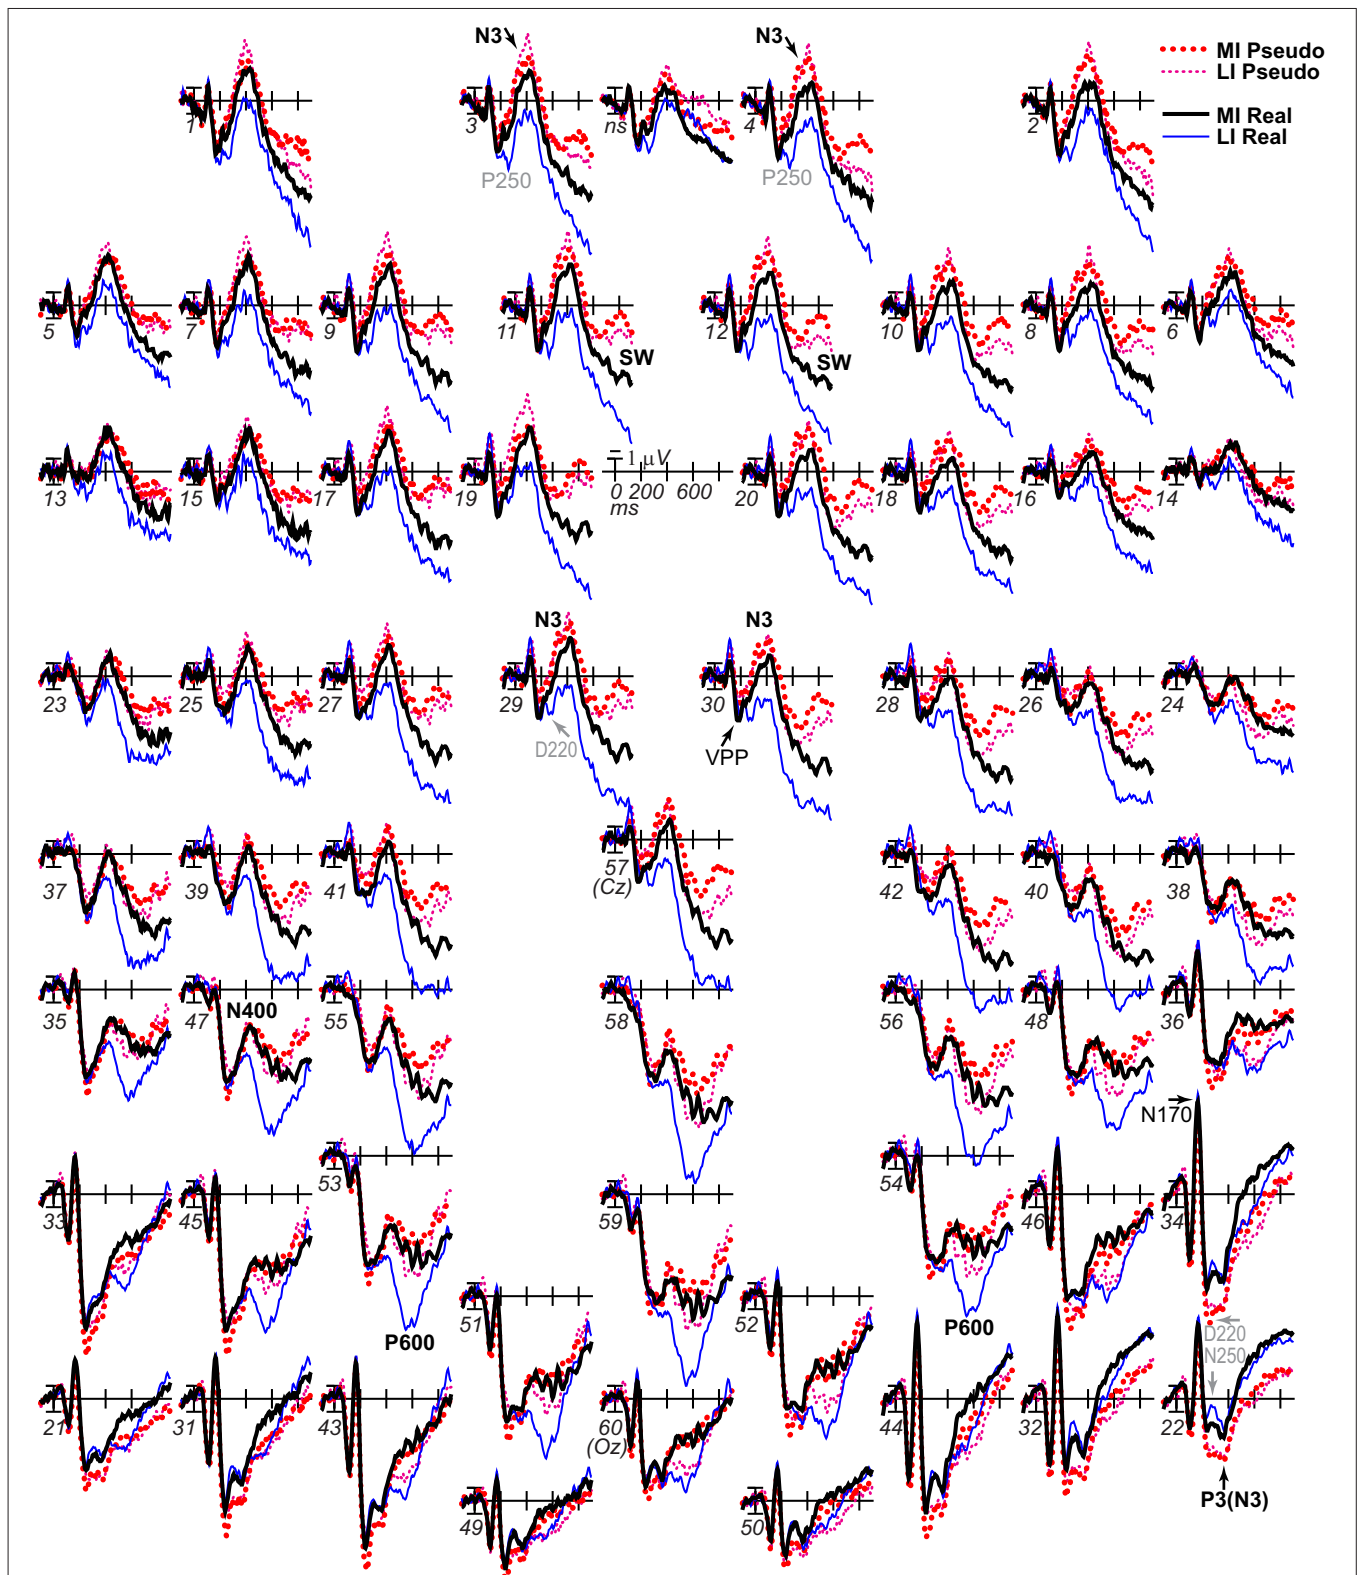 N3 N3
MI Pseudo
LI Pseudo
MI Real
LI Real
1 3 ns 4 2
P250 P250
5 7 9 11 12 10 8 6
SW SW
13 15 17 19 1 μV 20 18 16 14
0 200 600
ms
N3 N3
23 25 27 29 30 28 26 24
D220 VPP
37 39 41 57 42 40 38
(Cz)
35 47 N400 55 58 56 48 36
N170
33 45 53 59 54 46 34
51 52
P600 P600 D220
N250
21 31 43 60 44 32 22
(Oz)
P3(N3)
49 50